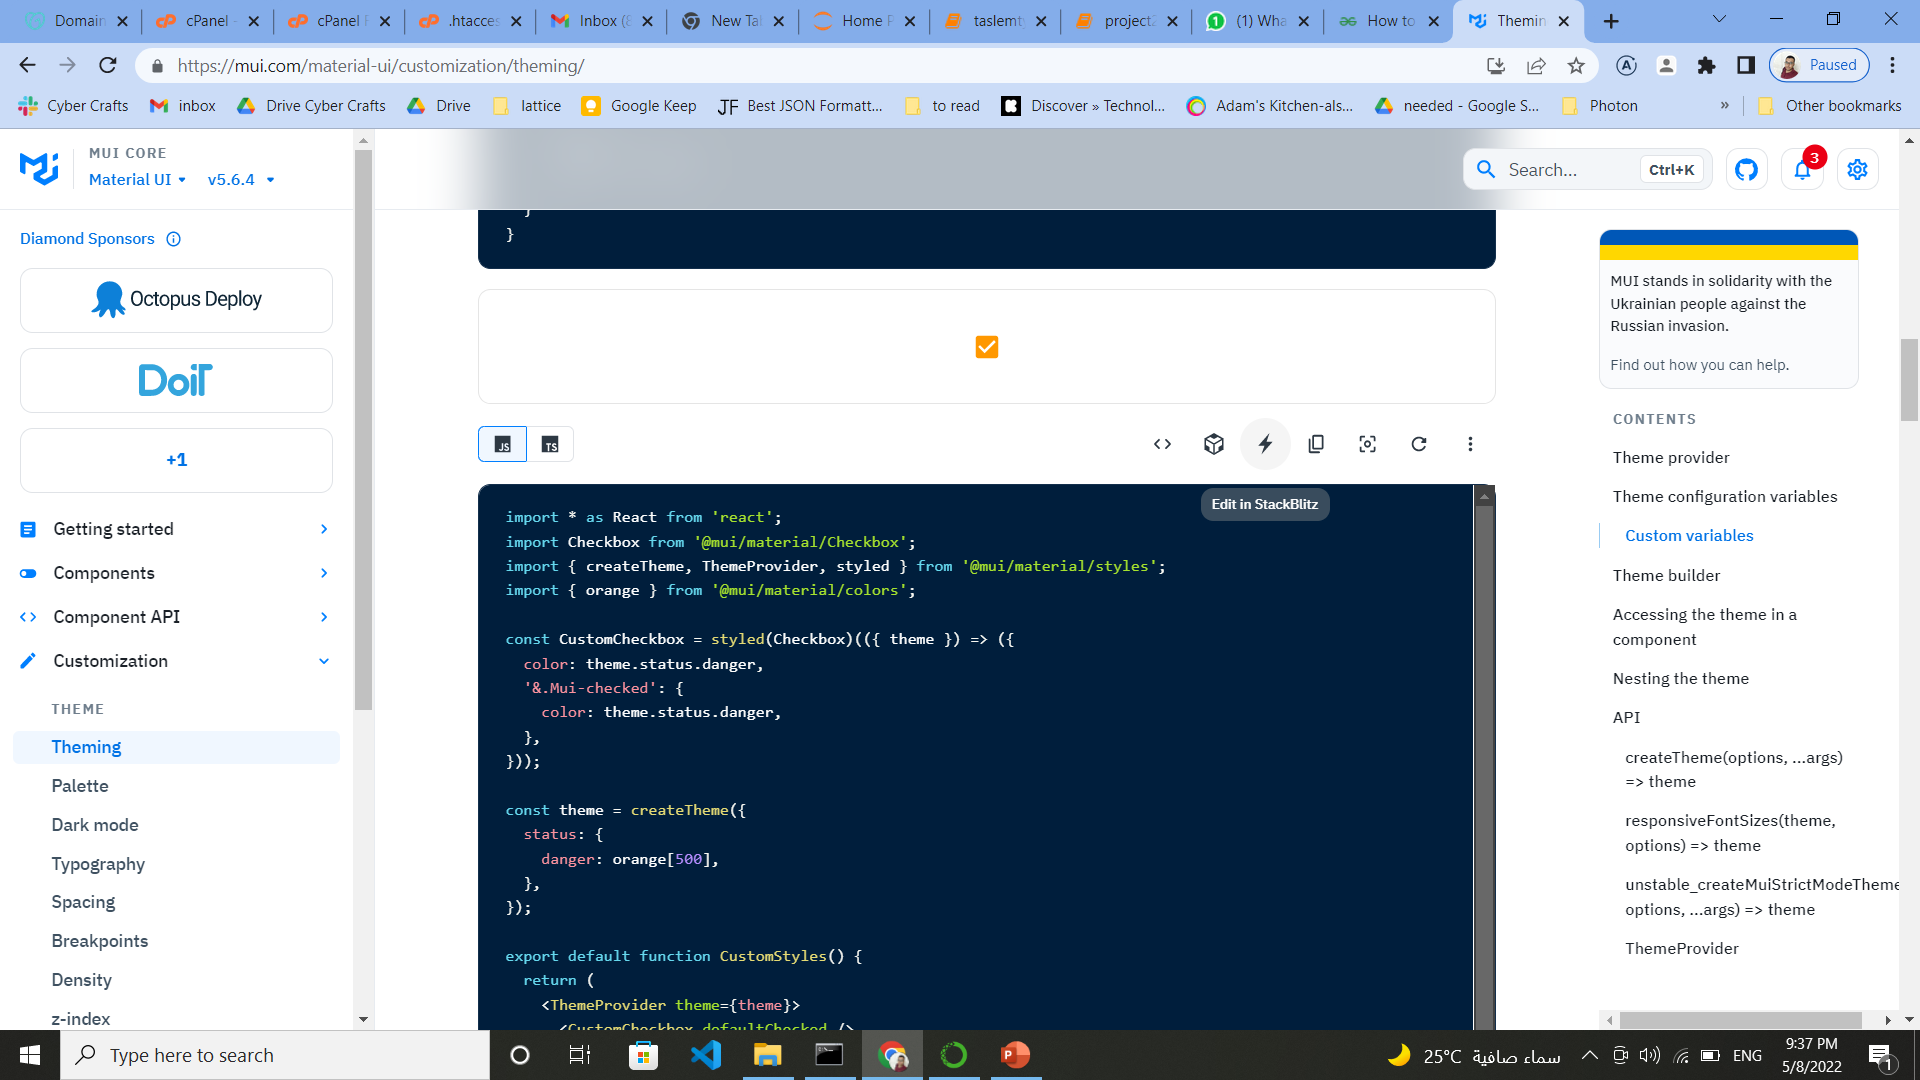 Domain
cPanel -
cPanel F
.htacces
Inbox (8
New Tab
Home P
taslemty
project2
(1) Wha
How to
Themin
https://mui.com/material-ui/customization/theming/
Paused
Cyber Crafts
inbox
Drive Cyber Crafts
Drive
lattice
Google Keep
JF Best JSON Formatt...
to read
Discover » Technol...
Adam's Kitchen-als...
needed - Google S...
Photon
»
Other bookmarks
MUI CORE
Material UI
v5.6.4
Search...
Ctrl+K
3
Diamond Sponsors
Octopus Deploy
DoiT
+1
Getting started
Components
Component API
Customization
THEME
Theming
Palette
Dark mode
Typography
Spacing
Breakpoints
Density
z-index
}
}
JS
TS
Edit in StackBlitz
import * as React from 'react';
import Checkbox from '@mui/material/Checkbox';
import { createTheme, ThemeProvider, styled } from '@mui/material/styles';
import { orange } from '@mui/material/colors';
const CustomCheckbox = styled(Checkbox)(({ theme }) => ({
color: theme.status.danger,
'&.Mui-checked': {
color: theme.status.danger,
},
}));
const theme = createTheme({
status: {
danger: orange[500],
},
});
export default function CustomStyles() {
return (
<ThemeProvider theme={theme}>
<CustomCheckbox defaultChecked />
MUI stands in solidarity with the
Ukrainian people against the
Russian invasion.
Find out how you can help.
CONTENTS
Theme provider
Theme configuration variables
Custom variables
Theme builder
Accessing the theme in a
component
Nesting the theme
API
createTheme(options, ...args)
=> theme
responsiveFontSizes(theme,
options) => theme
unstable_createMuiStrictModeTheme
options, ...args) => theme
ThemeProvider
Type here to search
25°C سماء صافية
ENG
9:37 PM
5/8/2022
1